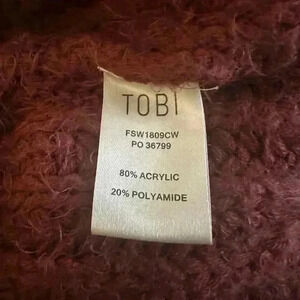 TOBI
FSW1809CW
PO 36799
80% ACRYLIC
20% POLYAMIDE